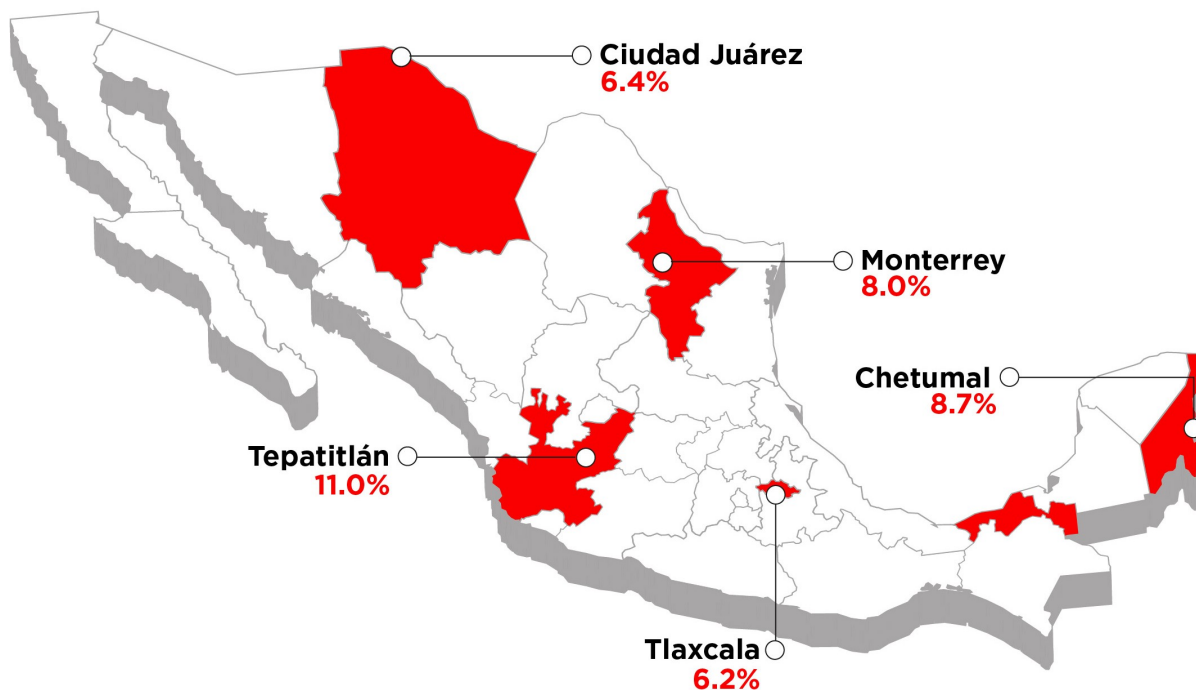 Ciudad Juárez
6.4%
Monterrey
8.0%
Chetumal
8.7%
Tepatitlán
11.0%
Tlaxcala
6.2%